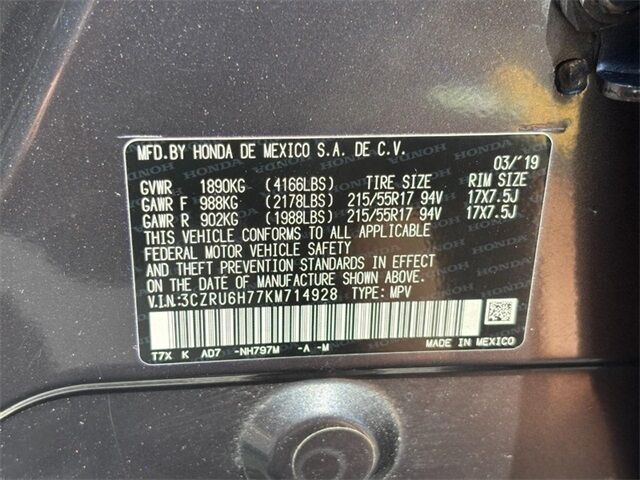 MFD.BY HONDA DE MEXICO S.A. DE C.V.
03/'19
GVWR 1890KG (4166LBS) TIRE SIZE RIM SIZE
GAWR F 988KG (2178LBS) 215/55R17 94V 17X7.5J
GAWR R 902KG (1988LBS) 215/55R17 94V 17X7.5J
THIS VEHICLE CONFORMS TO ALL APPLICABLE
FEDERAL MOTOR VEHICLE SAFETY
AND THEFT PREVENTION STANDARDS IN EFFECT
ON THE DATE OF MANUFACTURE SHOWN ABOVE.
V.I.N.:3CZRU6H77KM714928 TYPE: MPV
T7X K AD7 -NH797M -A -M MADE IN MEXICO